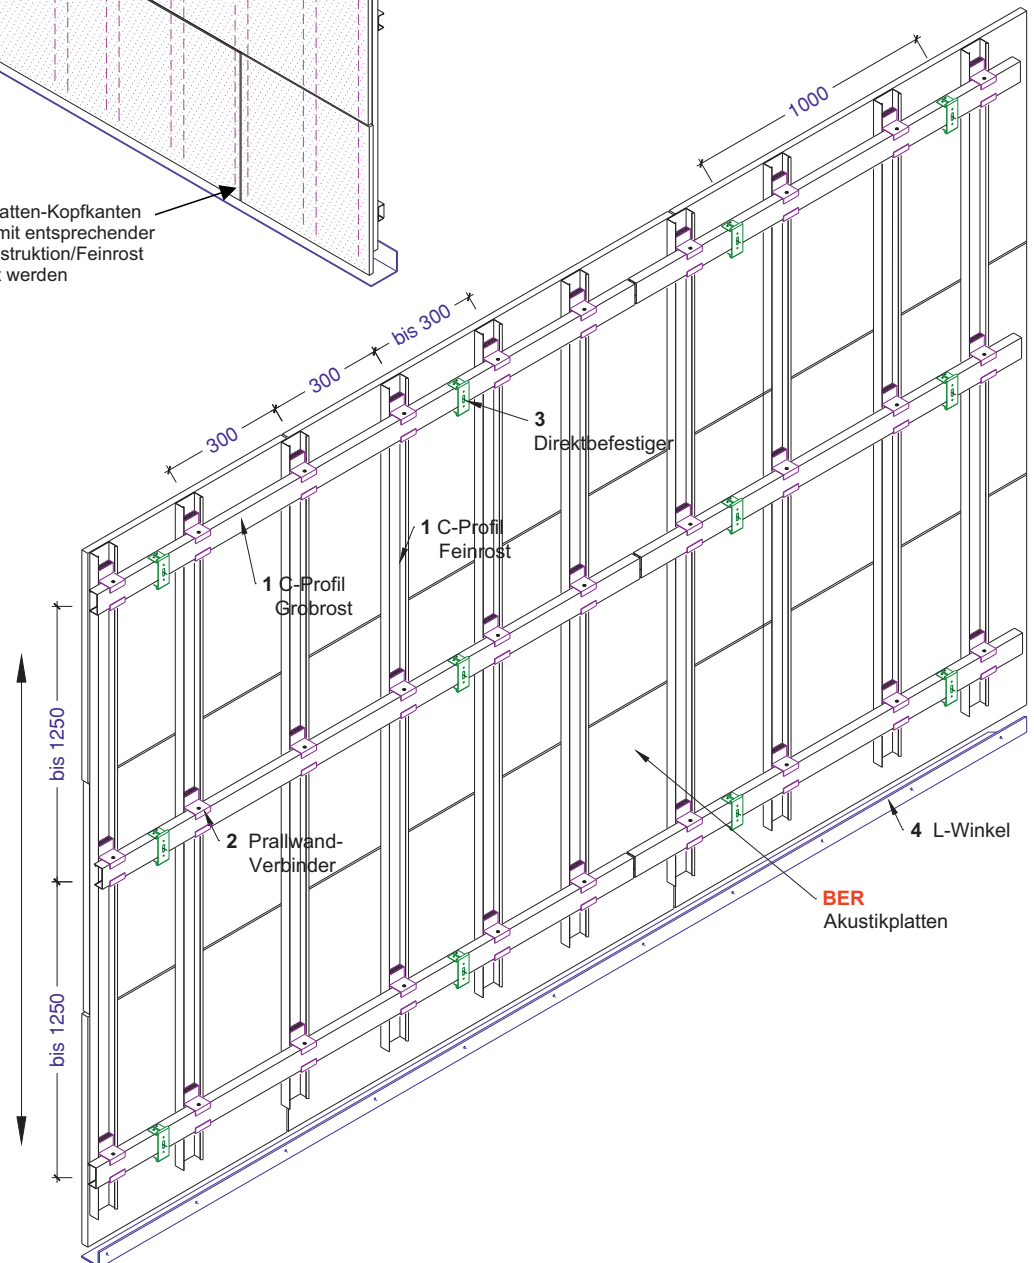 atten-Kopfkanten
mit entsprechender
struktion/Feinrost
t werden
1000
bis 300
300
300
3
Direktbefestiger
1 C-Profil
Feinrost
1 C-Profil
Grobrost
bis 1250
2 Prallwand-
Verbinder
4 L-Winkel
BER
Akustikplatten
bis 1250